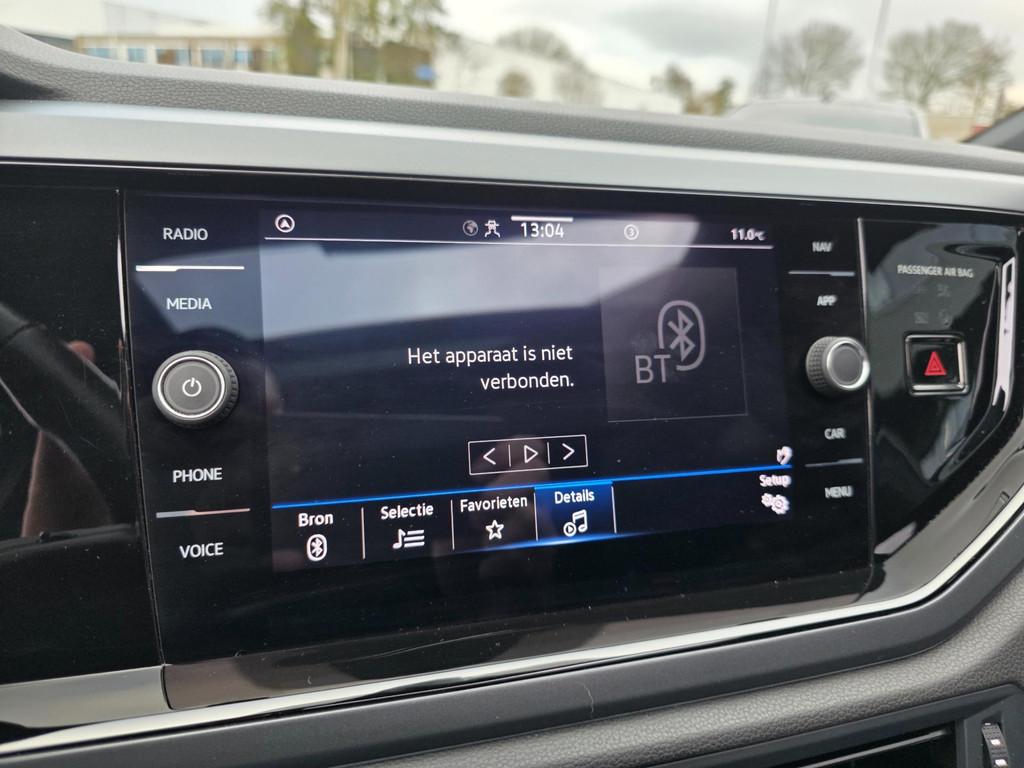 RADIO
MEDIA
PHONE
VOICE
13:04
3
11.0°C
Het apparaat is niet
verbonden.
BT
Setup
Bron
Selectie
Favorieten
Details
NAV
APP
CAR
MENU
PASSENGER AIR BAG